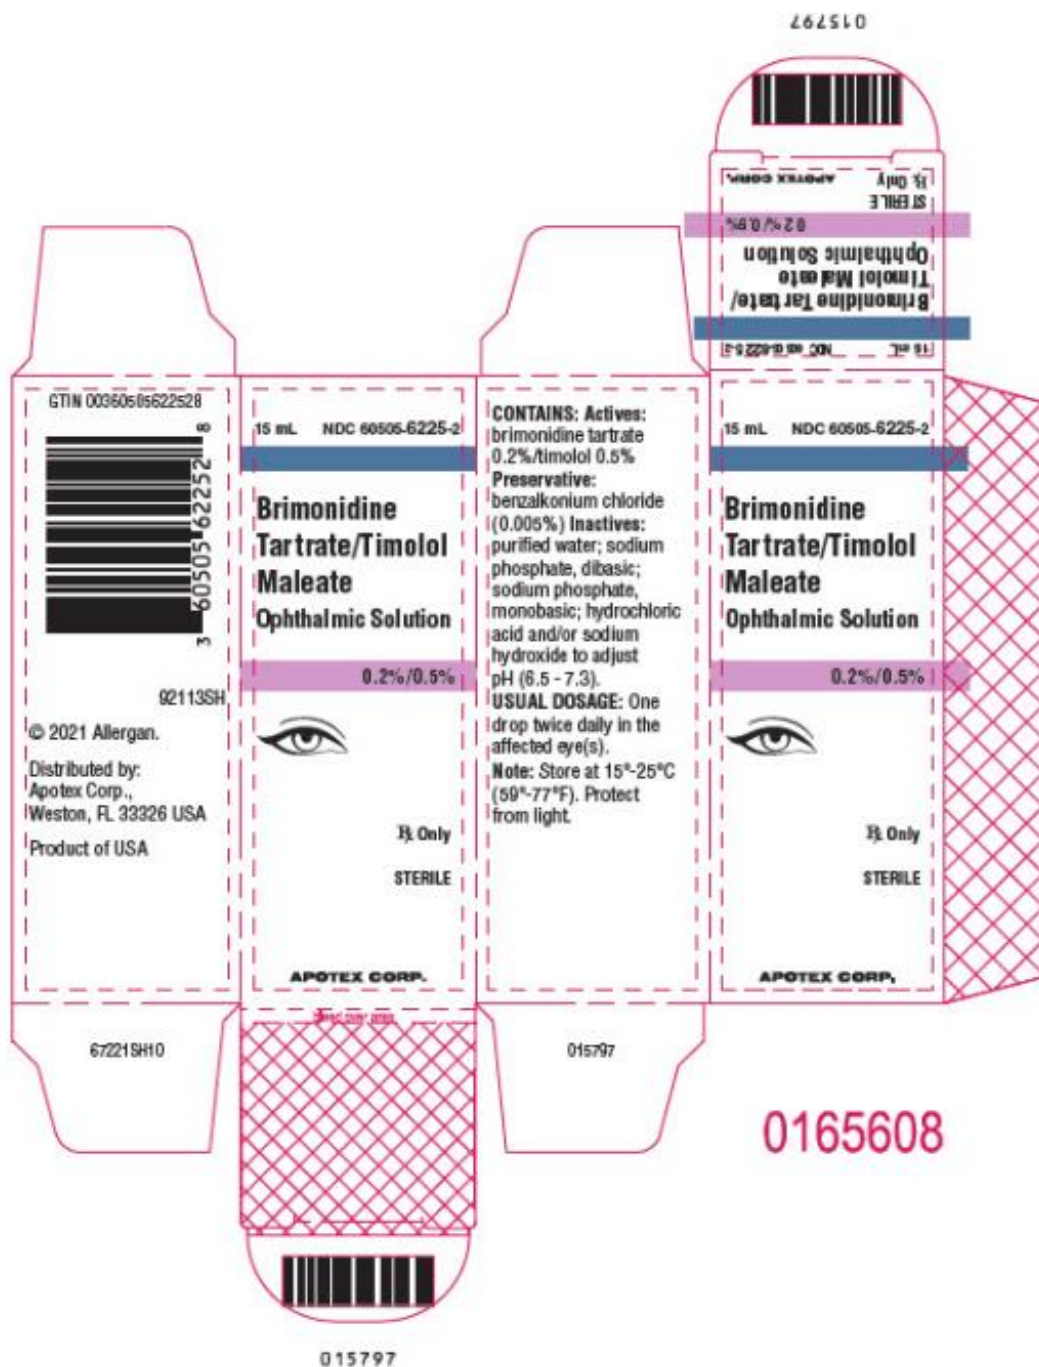 015797
APOTEX CORP.
Rx Only
STERILE
Ophthalmic Solution
Timolol Maleate
Brimonidine Tartrate/
15 mL
GTIN 00360505622528
3 60505 62252 8
92113SH
© 2021 Allergan.
Distributed by:
Apotex Corp.,
Weston, FL 33326 USA
Product of USA
67221SH10
15 mL NDC 60505-6225-2
Brimonidine
Tartrate/Timolol
Maleate
Ophthalmic Solution
0.2%/0.5%
℞ Only
STERILE
APOTEX CORP.
CONTAINS: Actives:
brimonidine tartrate
0.2%/timolol 0.5%
Preservative:
benzalkonium chloride
(0.005%) Inactives:
purified water; sodium
phosphate, dibasic;
sodium phosphate,
monobasic; hydrochloric
acid and/or sodium
hydroxide to adjust
pH (6.5 - 7.3).
USUAL DOSAGE: One
drop twice daily in the
affected eye(s).
Note: Store at 15°-25°C
(59°-77°F). Protect
from light.
015797
15 mL NDC 60505-6225-2
Brimonidine
Tartrate/Timolol
Maleate
Ophthalmic Solution
0.2%/0.5%
℞ Only
STERILE
APOTEX CORP.
0165608
015797